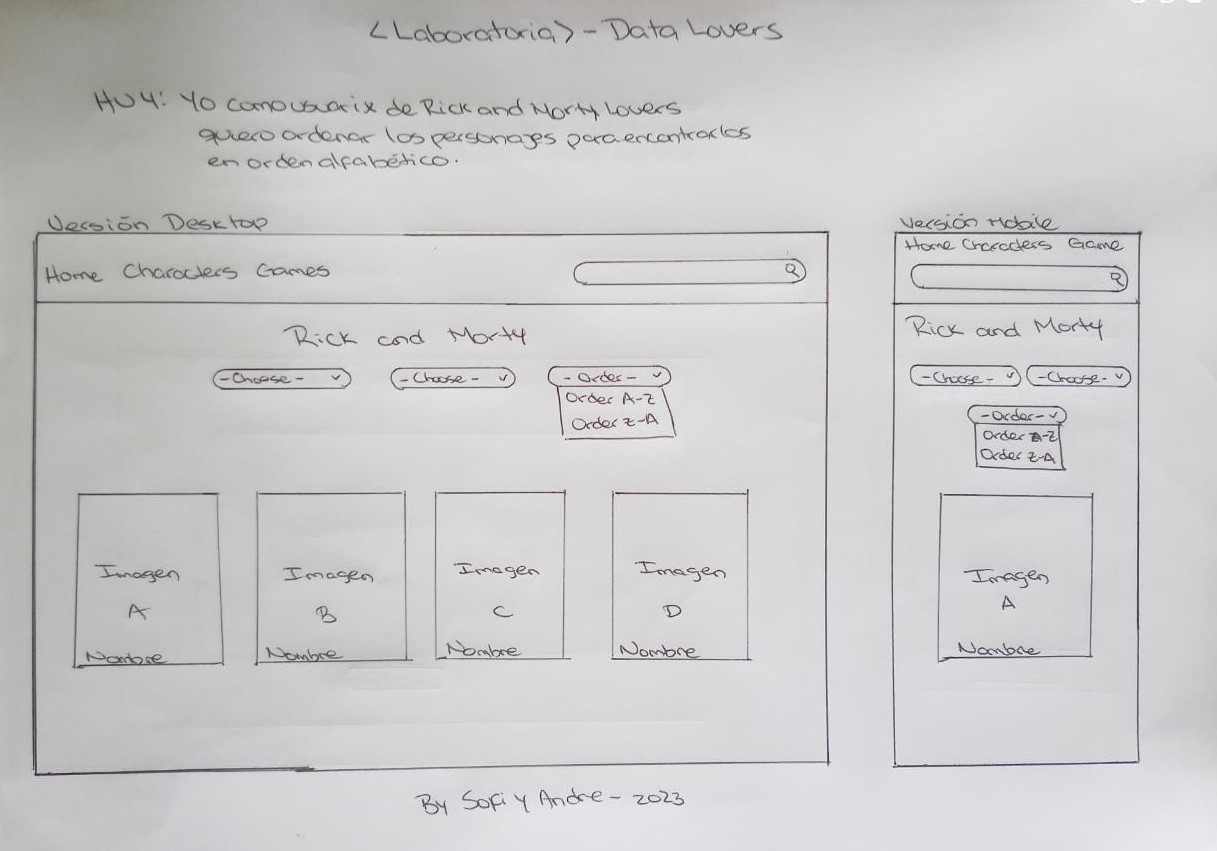 <Laboratoria> - Data Lovers
HU4: Yo como usuarix de Rick and Morty Lovers
quiero ordenar los personajes para encontrarlos
en orden alfabético.
Versión Desktop
Home Characters Games
Rick and Morty
- Choose -
- Choose -
- Order -
Order A-Z
Order Z-A
Imagen
A
Nombre
Imagen
B
Nombre
Imagen
C
Nombre
Imagen
D
Nombre
Versión Mobile
Home Characters Game
Rick and Morty
- Choose -
- Choose -
- Order -
Order A-Z
Order Z-A
Imagen
A
Nombre
By Sofi y Andre - 2023